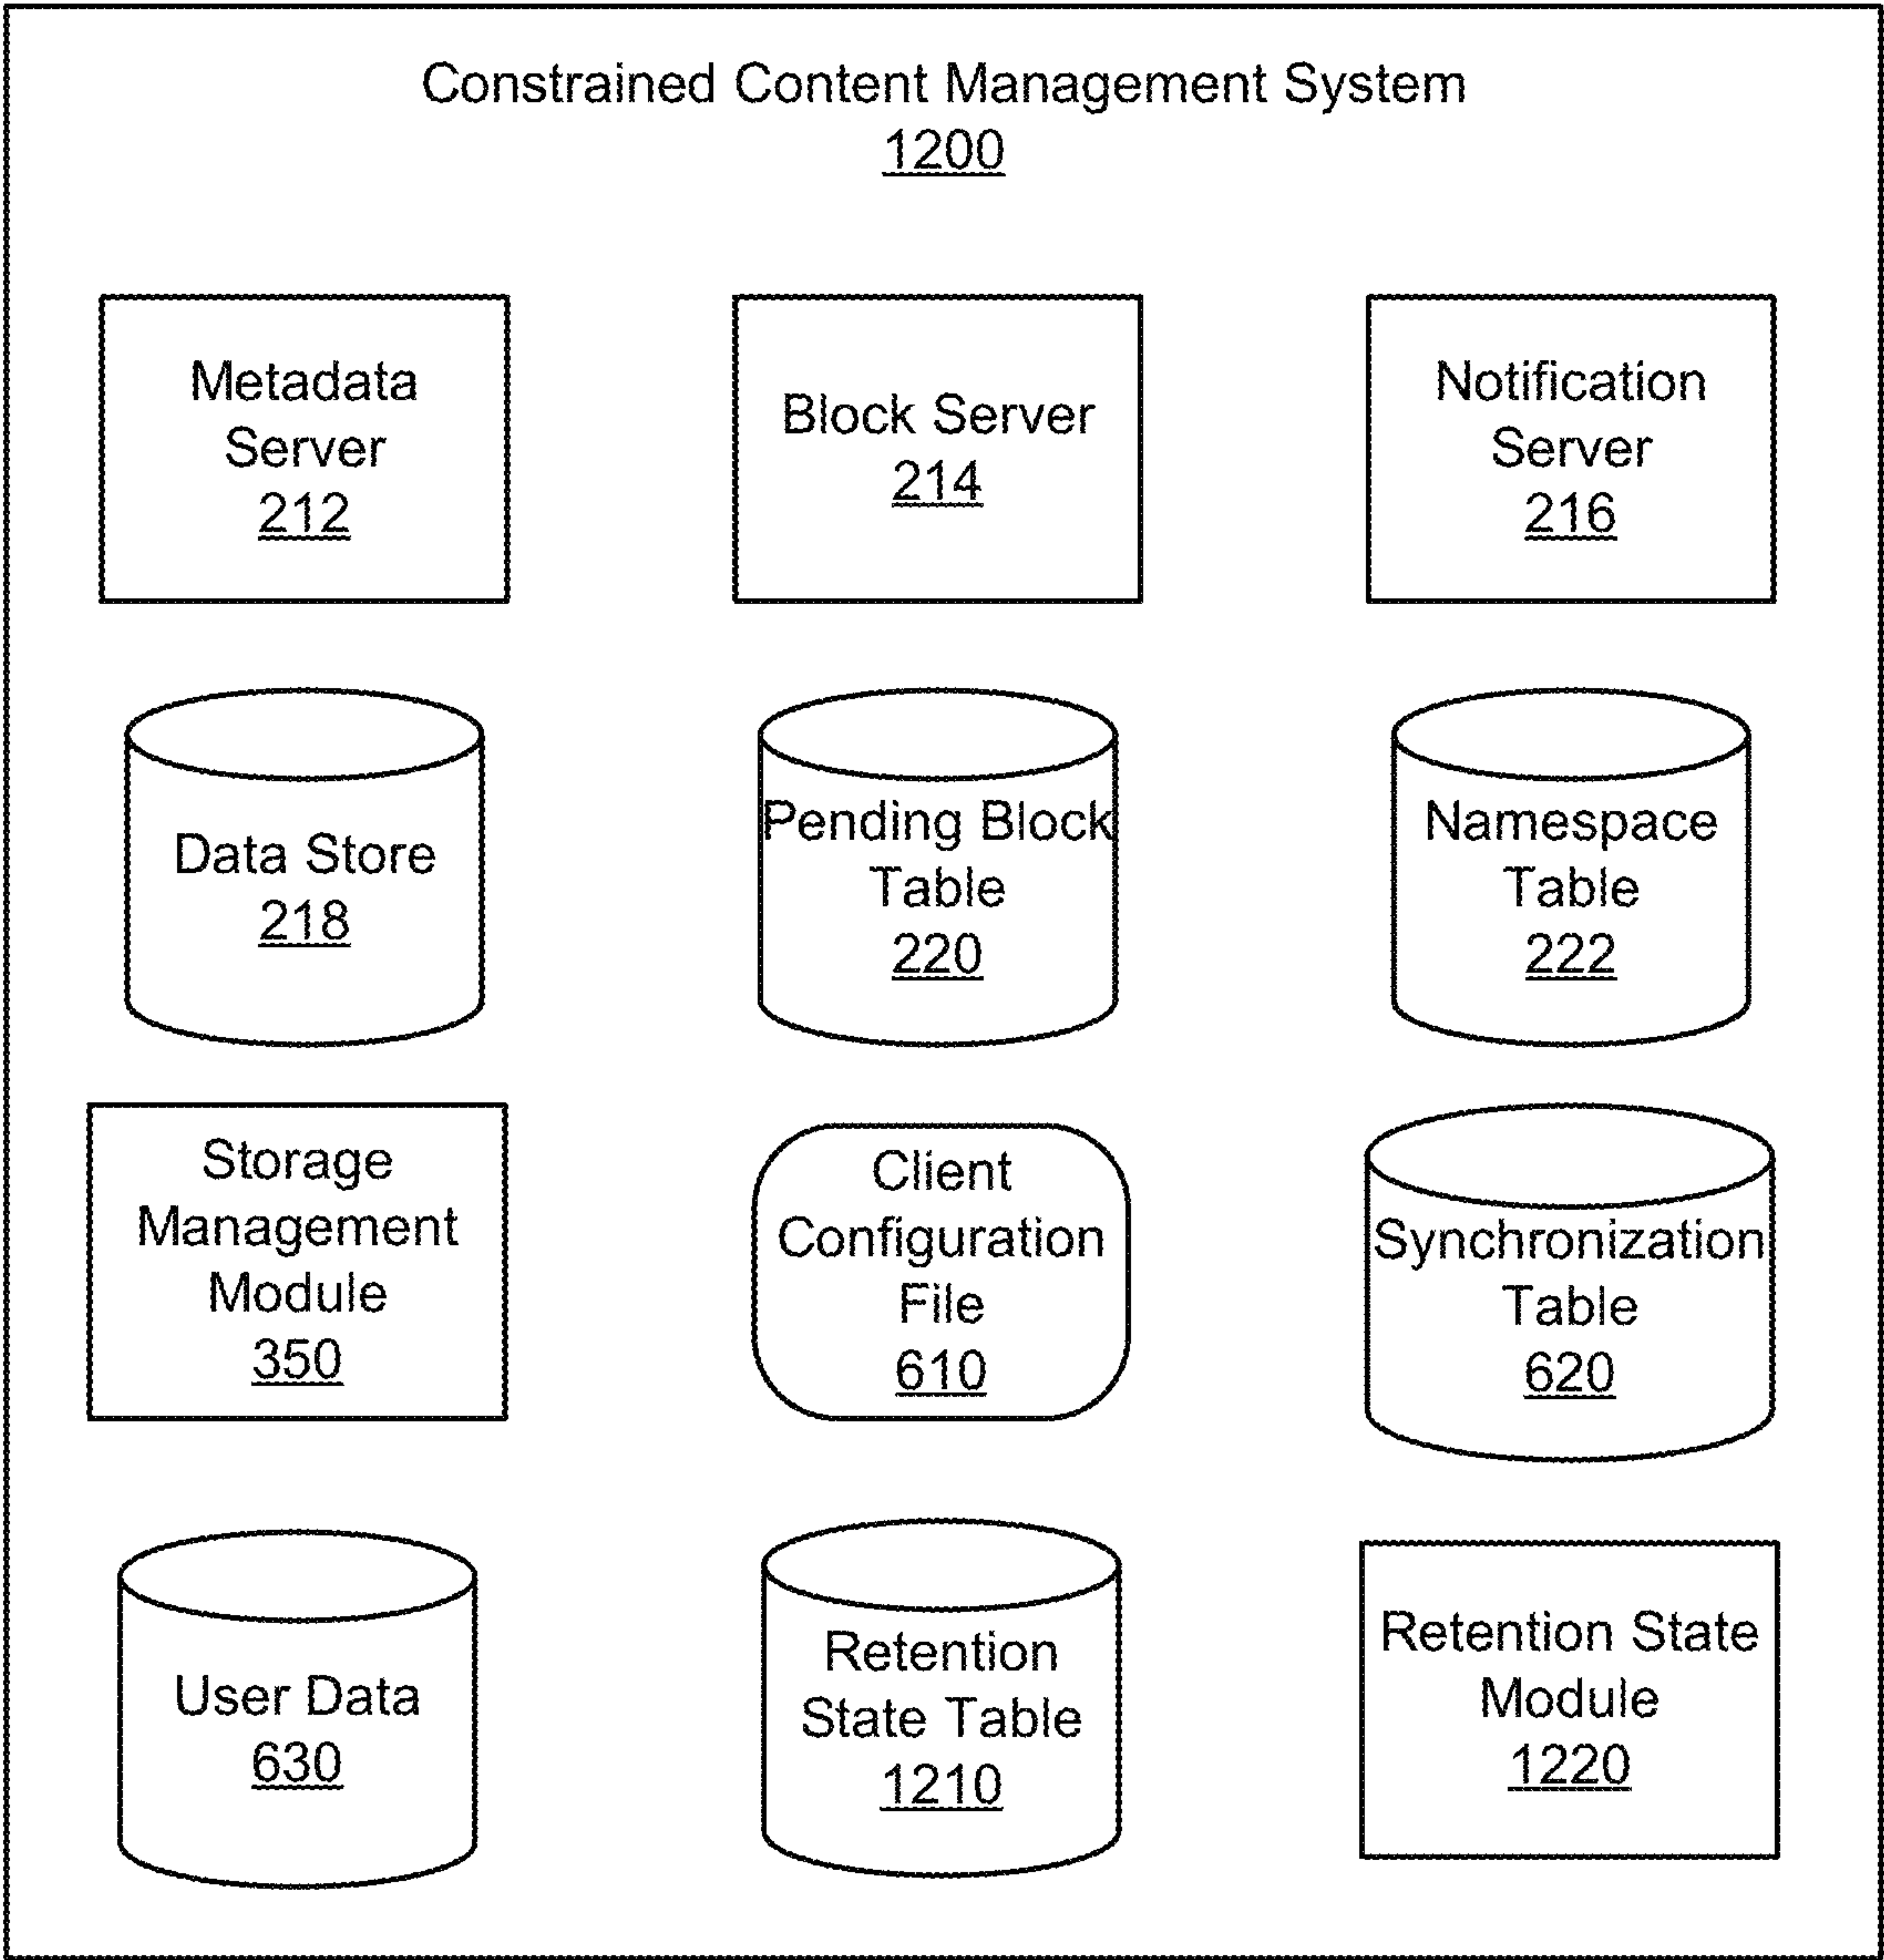 Constrained Content Management System
1200
Metadata
Server
212
Block Server
214
Notification
Server
216
Data Store
218
Pending Block
Table
220
Namespace
Table
222
Storage
Management
Module
350
Client
Configuration
File
610
Synchronization
Table
620
User Data
630
Retention
State Table
1210
Retention State
Module
1220